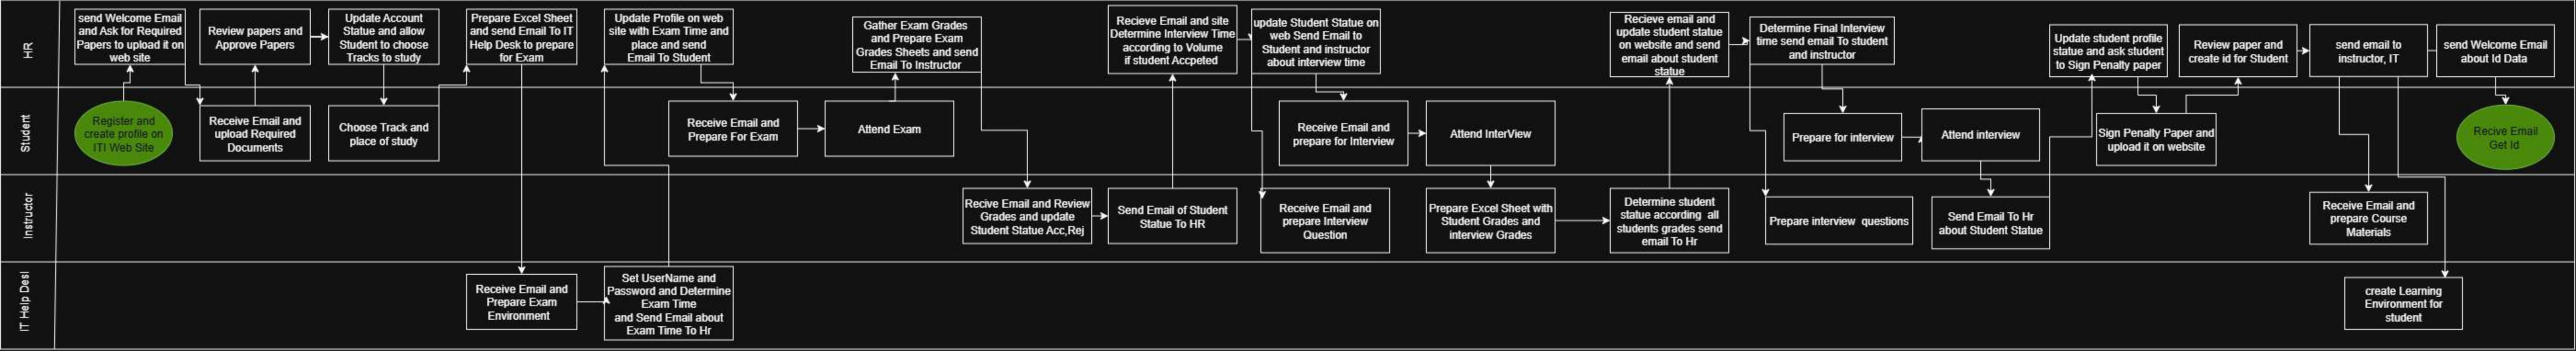 HR
send Welcome Email
and Ask for Required
Papers to upload it on
web site
Review papers and
Approve Papers
Update Account
Status and allow
Student to choose
Tracks to study
Prepare Excel Sheet
and send Email To IT
Help Desk to prepare
for Exam
Update Profile on web
site with Exam Time and
place and send
Email To Student
Gather Exam Grades
and Prepare Exam
Grades Sheets and send
Email To Instructor
Recieve Email and site
Determine Interview Time
according to Volume
if student Accpeted
update Student Status on
web Send Email to
Student and instructor
about interview time
Recieve email and
update student statue
on website and send
email about student
statue
Determine Final Interview
time send email To student
and instructor
Update student profile
status and ask student
to Sign Penalty paper
Review paper and
create id for Student
send email to
instructor, IT
send Welcome Email
about Id Data
Student
Register and
create profile on
ITI Web Site
Receive Email and
upload Required
Documents
Choose Track and
place of study
Receive Email and
Prepare For Exam
Attend Exam
Receive Email and
prepare for Interview
Attend InterView
Prepare for interview
Attend interview
Sign Penalty Paper and
upload it on website
Recive Email
Get Id
Instructor
Recive Email and Review
Grades and update
Student Statue Acc,Rej
Send Email of Student
Statue To HR
Receive Email and
prepare Interview
Question
Prepare Excel Sheet with
Student Grades and
interview Grades
Determine student
statue according  all
students grades send
email To Hr
Prepare interview  questions
Send Email To Hr
about Student Statue
Receive Email and
prepare Course
Materials
IT Help Desl
Receive Email and
Prepare Exam
Environment
Set UserName and
Password and Determine
Exam Time
and Send Email about
Exam Time To Hr
create Learning
Environment for
student